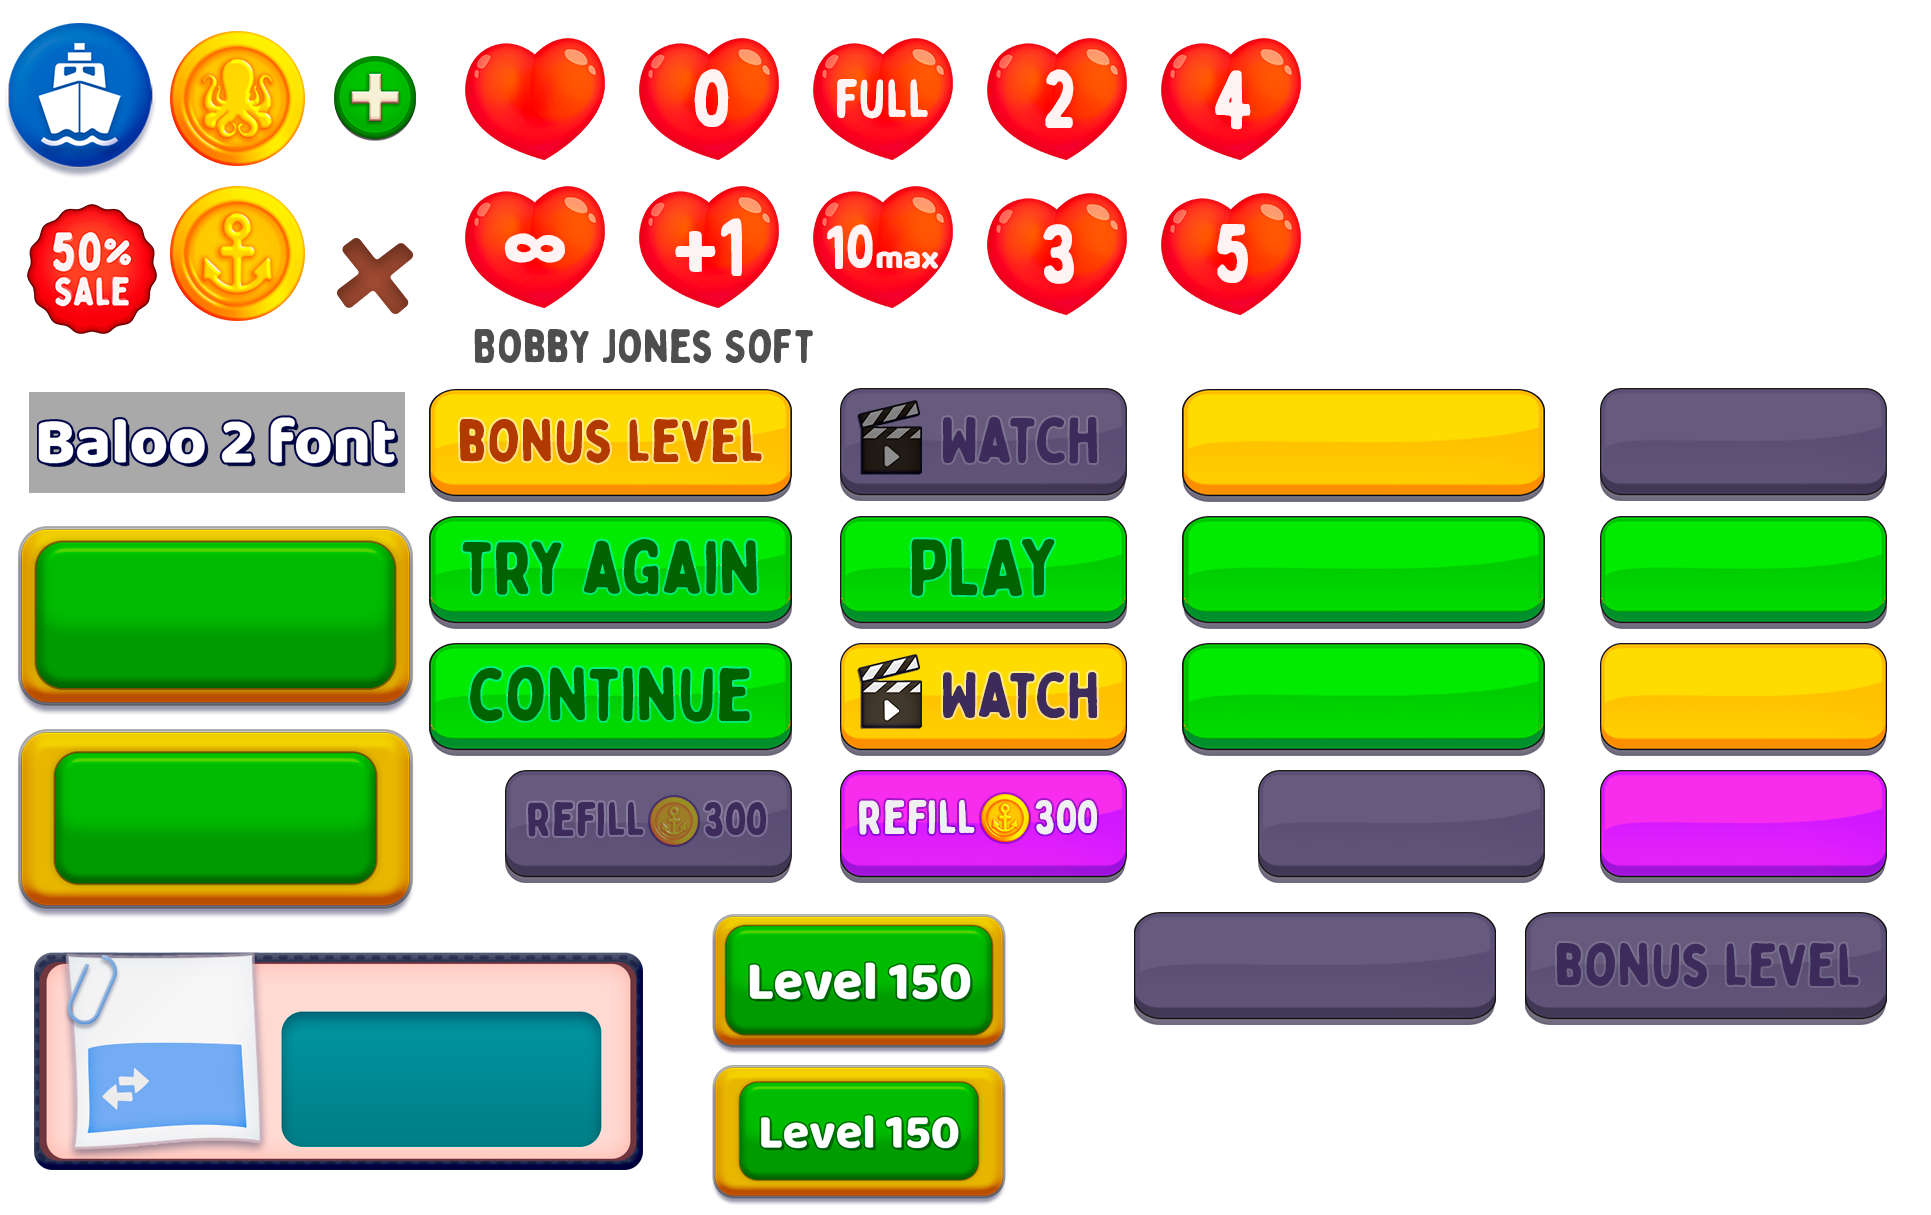 0
FULL
2
4
50%
SALE
∞
+1
10max
3
5
BOBBY JONES SOFT
Baloo 2 font
BONUS LEVEL
WATCH
TRY AGAIN
PLAY
CONTINUE
WATCH
REFILL 300
REFILL 300
Level 150
BONUS LEVEL
Level 150